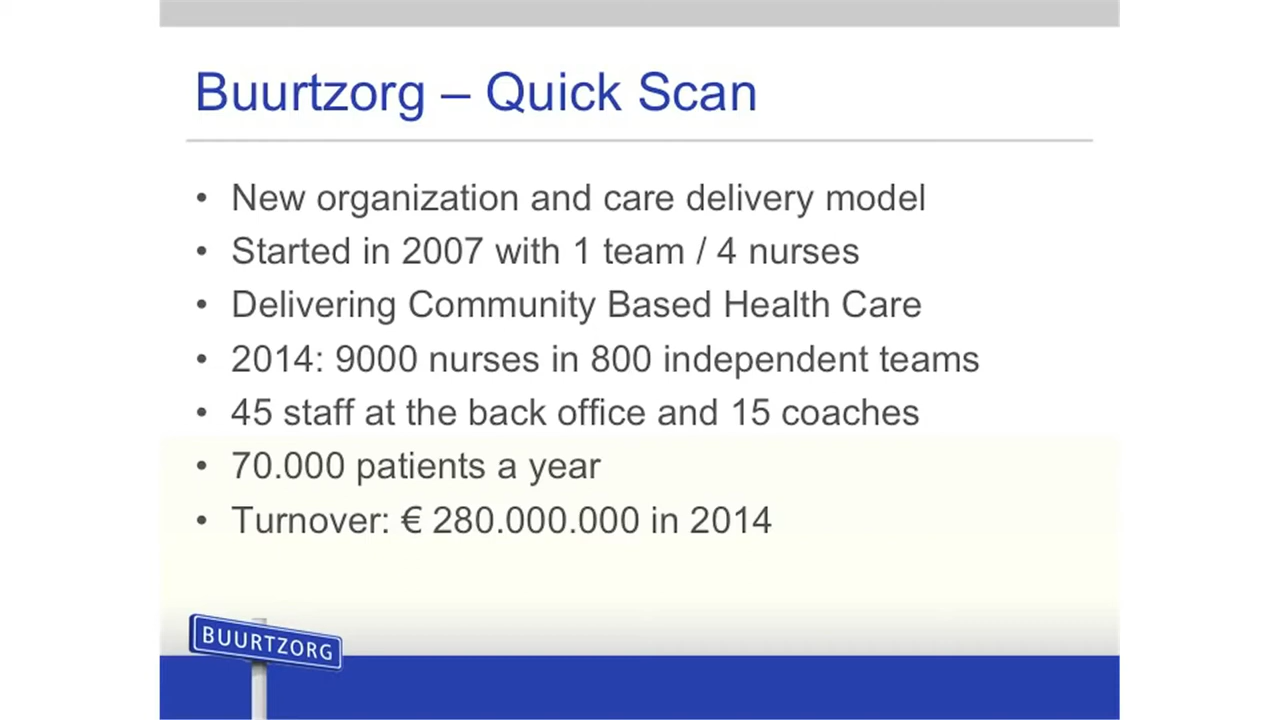 Buurtzorg – Quick Scan
• New organization and care delivery model
• Started in 2007 with 1 team / 4 nurses
• Delivering Community Based Health Care
• 2014: 9000 nurses in 800 independent teams
• 45 staff at the back office and 15 coaches
• 70.000 patients a year
• Turnover: € 280.000.000 in 2014
BUURTZORG